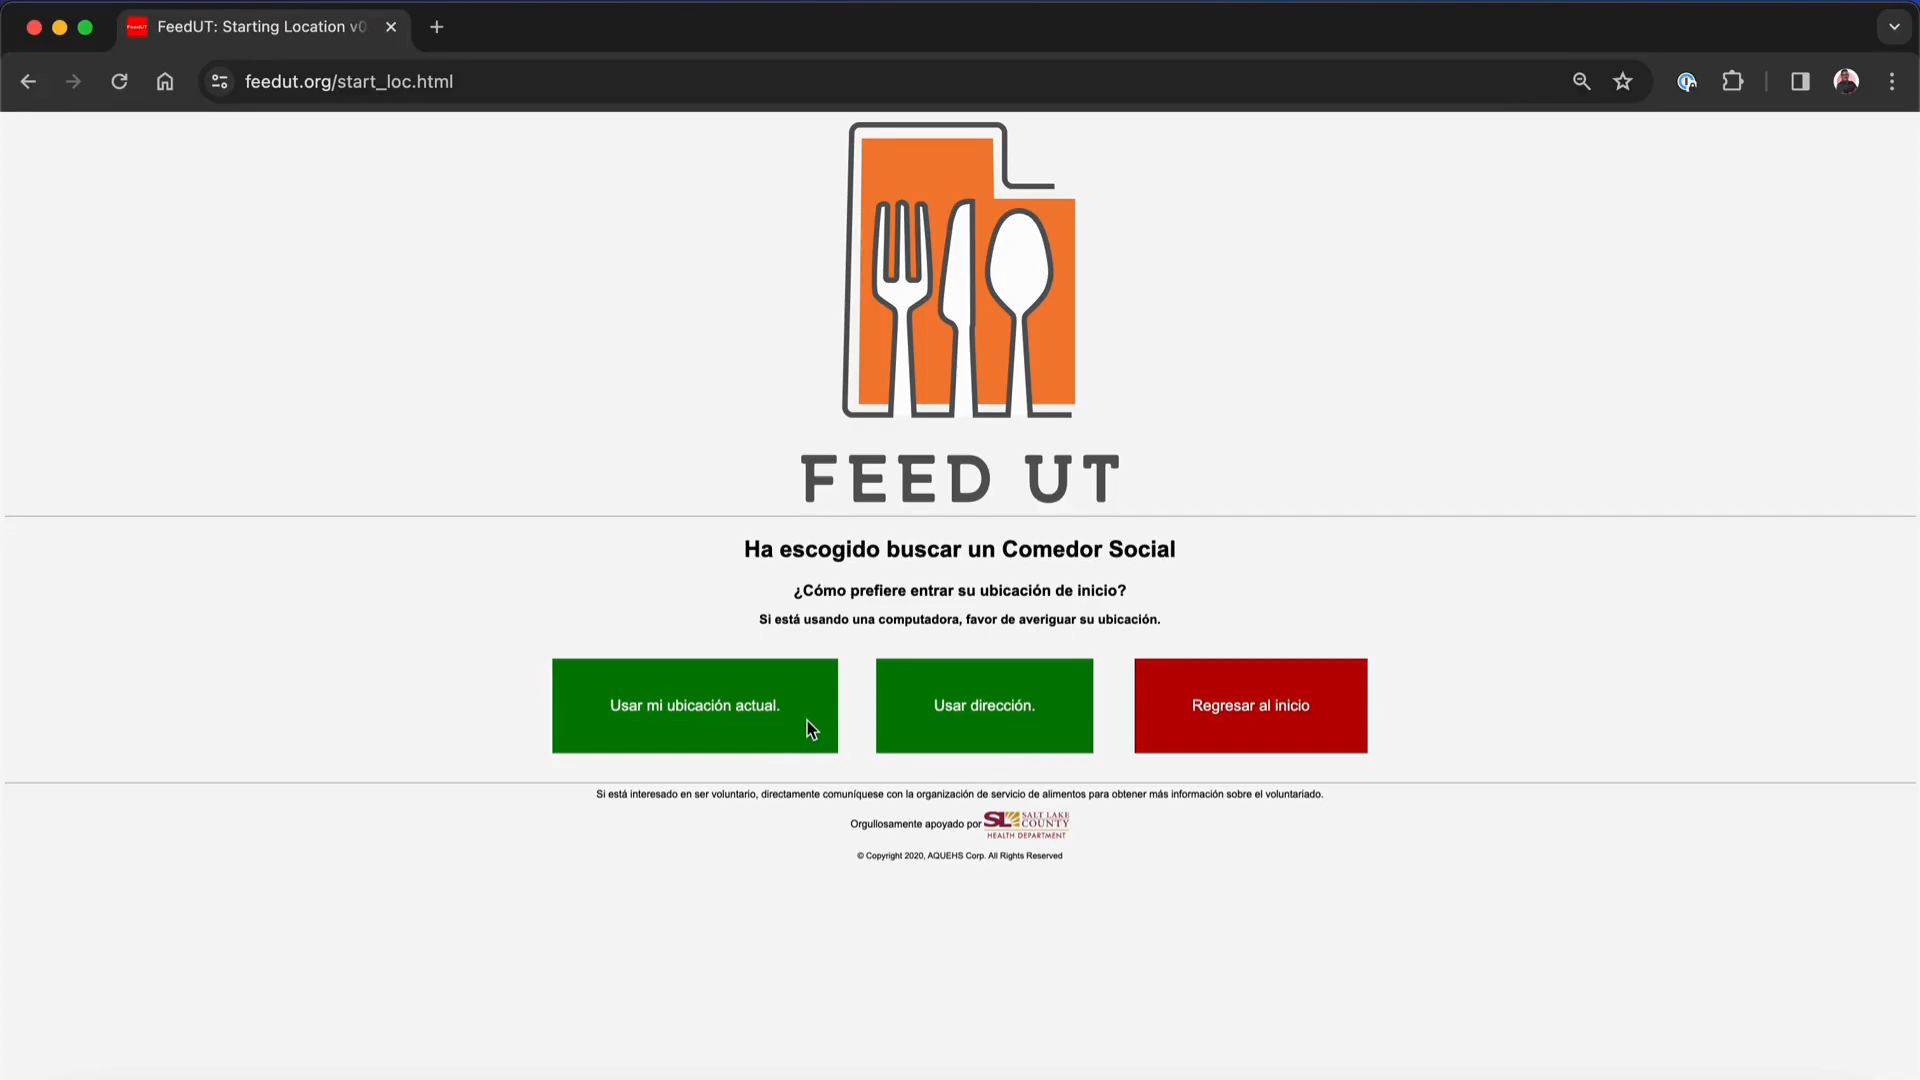 FeedUT: Starting Location v0
feedut.org/start_loc.html
FEED UT
Ha escogido buscar un Comedor Social
¿Cómo prefiere entrar su ubicación de inicio?
Si está usando una computadora, favor de averiguar su ubicación.
Usar mi ubicación actual.
Usar dirección.
Regresar al inicio
Si está interesado en ser voluntario, directamente comuníquese con la organización de servicio de alimentos para obtener más información sobre el voluntariado.
Orgullosamente apoyado por
SL SALT LAKE
COUNTY
HEALTH DEPARTMENT
© Copyright 2020, AQUEHS Corp. All Rights Reserved